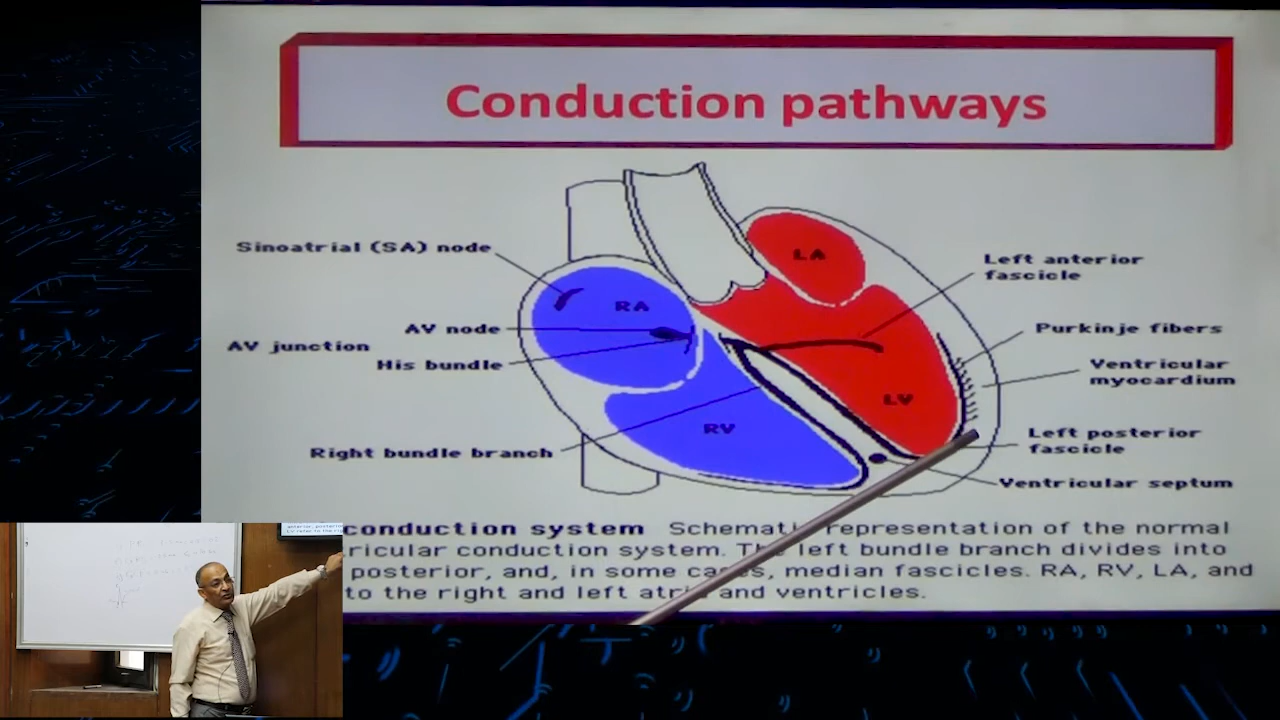 Conduction pathways
Sinoatrial (SA) node
LA
Left anterior
fascicle
RA
AV node
Purkinje fibers
AV junction
His bundle
Ventricular
myocardium
LV
RV
Left posterior
fascicle
Right bundle branch
Ventricular septum
conduction system Schemati representation of the normal
ricular conduction system. The left bundle branch divides into
posterior, and, in some cases, median fascicles. RA, RV, LA, and
to the right and left atria and ventricles.